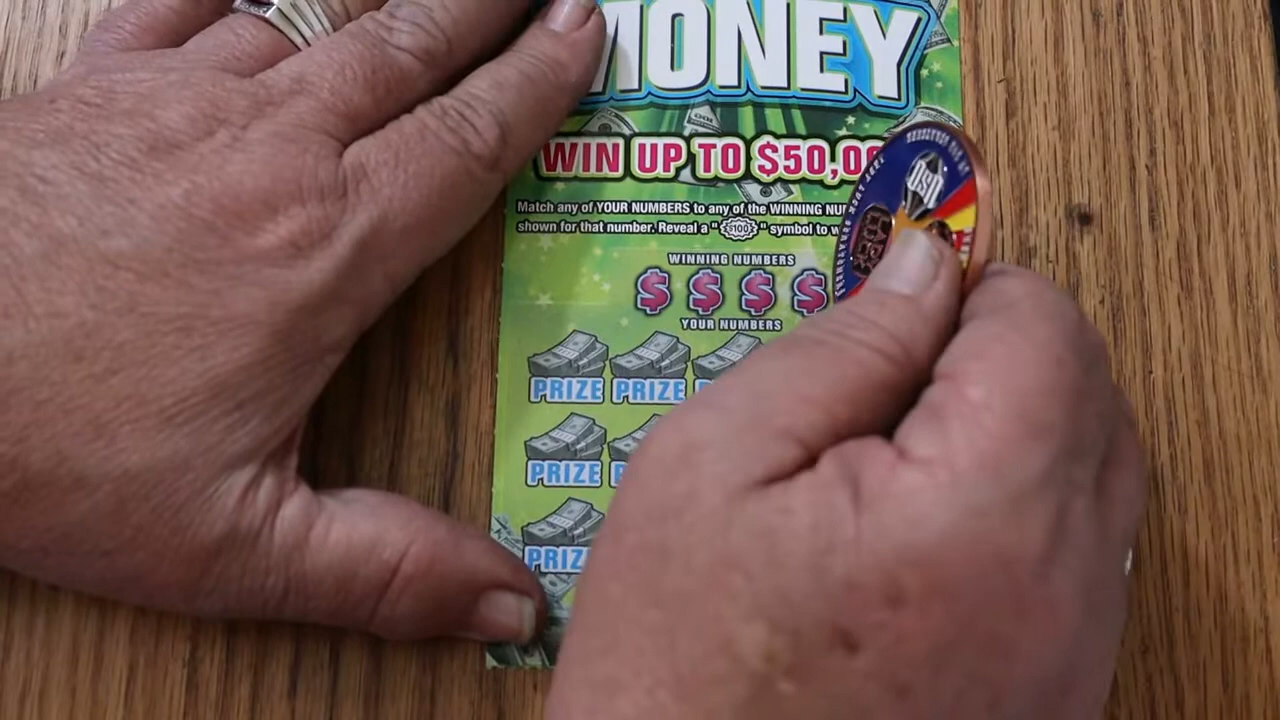 MONEY
WIN UP TO $50,00
Match any of YOUR NUMBERS to any of the WINNING NU
shown for that number. Reveal a "$100" symbol to w
WINNING NUMBERS
$ $ $ $
YOUR NUMBERS
PRIZE PRIZE
PRIZE
PRIZ